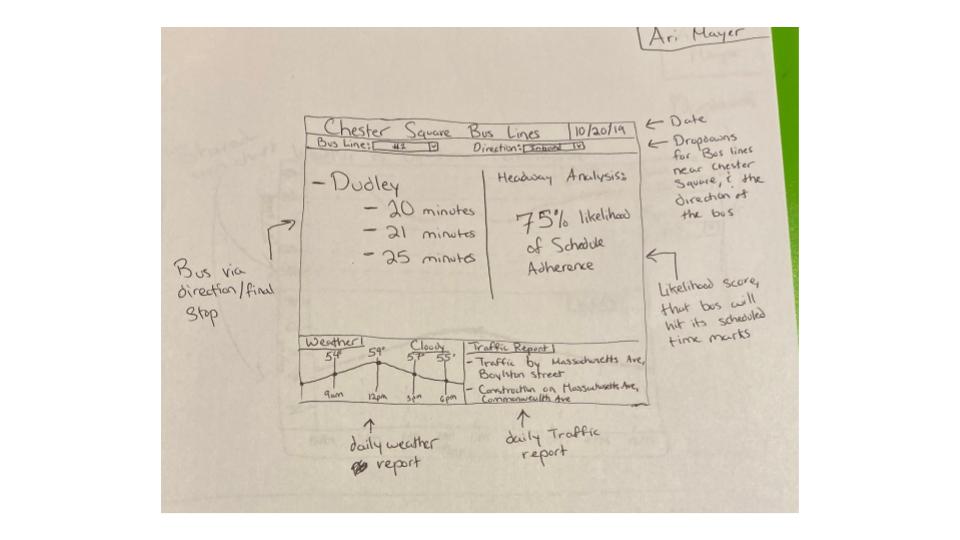 Ari Mayer
Chester Square Bus Lines 10/20/19
Bus Line: #1 Direction: Inbound
- Dudley
- 20 minutes
- 21 minutes
- 25 minutes
Headway Analysis:
75% likelihood
of Schedule
Adherence
Weather Cloudy
54° 59° 57° 55°
9am 12pm 3pm 6pm
Traffic Report
- Traffic by Massachusetts Ave,
Boylston street
- Construction on Massachusetts Ave,
Commonwealth Ave
← Date
← Dropdowns
for Bus lines
near Chester
Square, & the
direction of
the bus
Bus via
direction/final
stop
Likelihood score,
that bus will
hit its scheduled
time marks
daily weather
report
daily Traffic
report